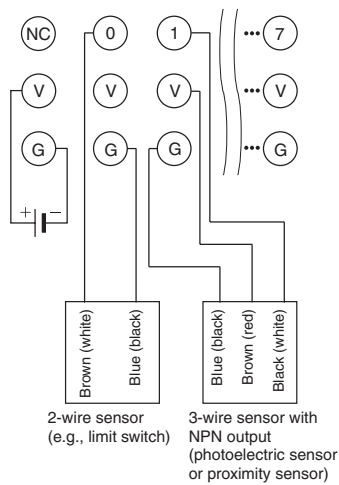 NC 0 1 ••• 7
V V V ••• V
G G G ••• G
+ −
Brown (white)
Blue (black)
Blue (black)
Brown (red)
Black (white)
2-wire sensor
(e.g., limit switch)
3-wire sensor with
NPN output
(photoelectric sensor
or proximity sensor)